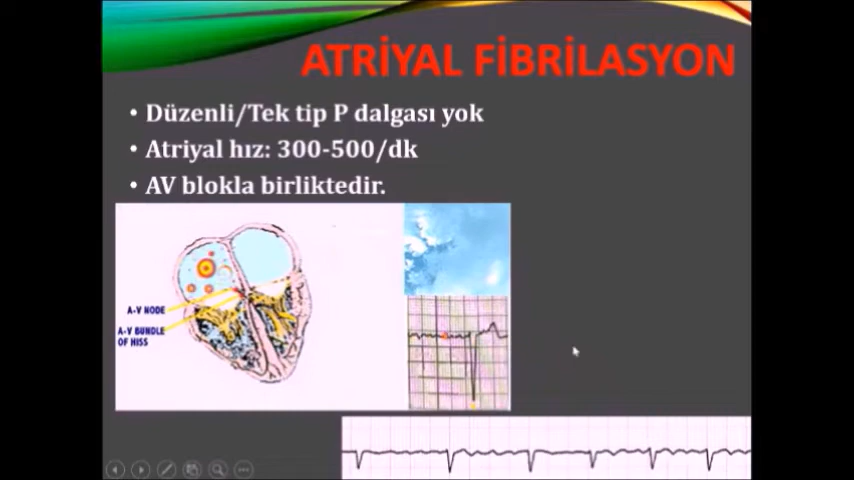 ATRİYAL FİBRİLASYON
• Düzenli/Tek tip P dalgası yok
• Atriyal hız: 300-500/dk
• AV blokla birliktedir.
A-V NODE
A-V BUNDLE
OF HISS